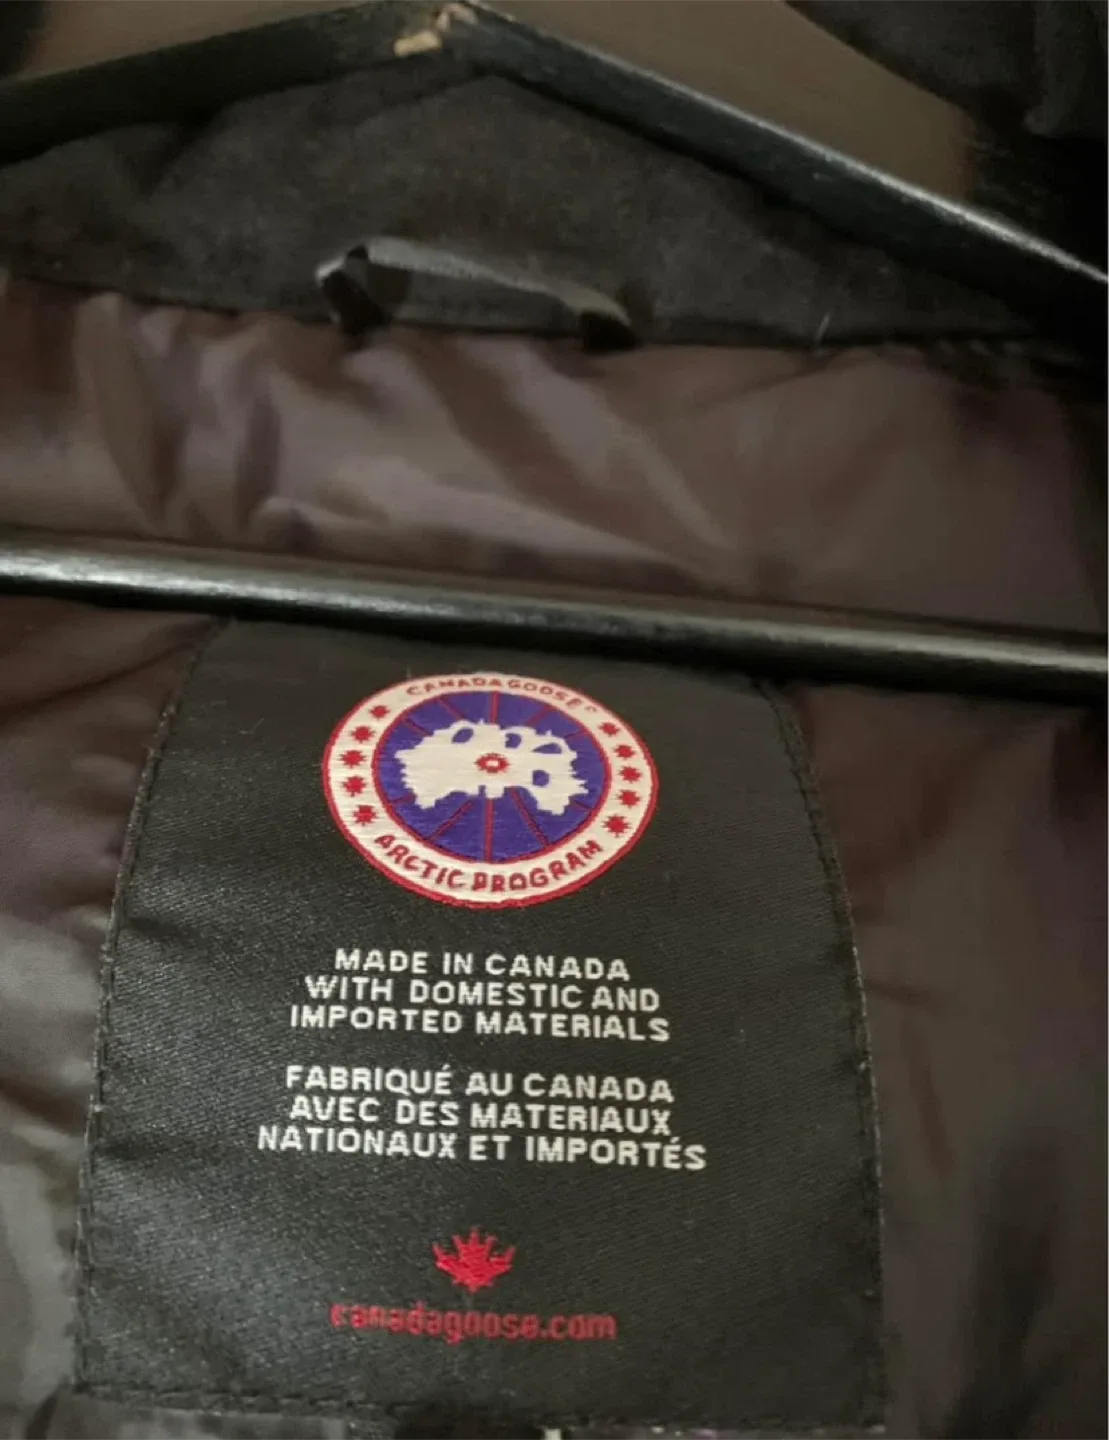 CANADA GOOSE
ARCTIC PROGRAM
MADE IN CANADA
WITH DOMESTIC AND
IMPORTED MATERIALS
FABRIQUÉ AU CANADA
AVEC DES MATERIAUX
NATIONAUX ET IMPORTÉS
canadagoose.com